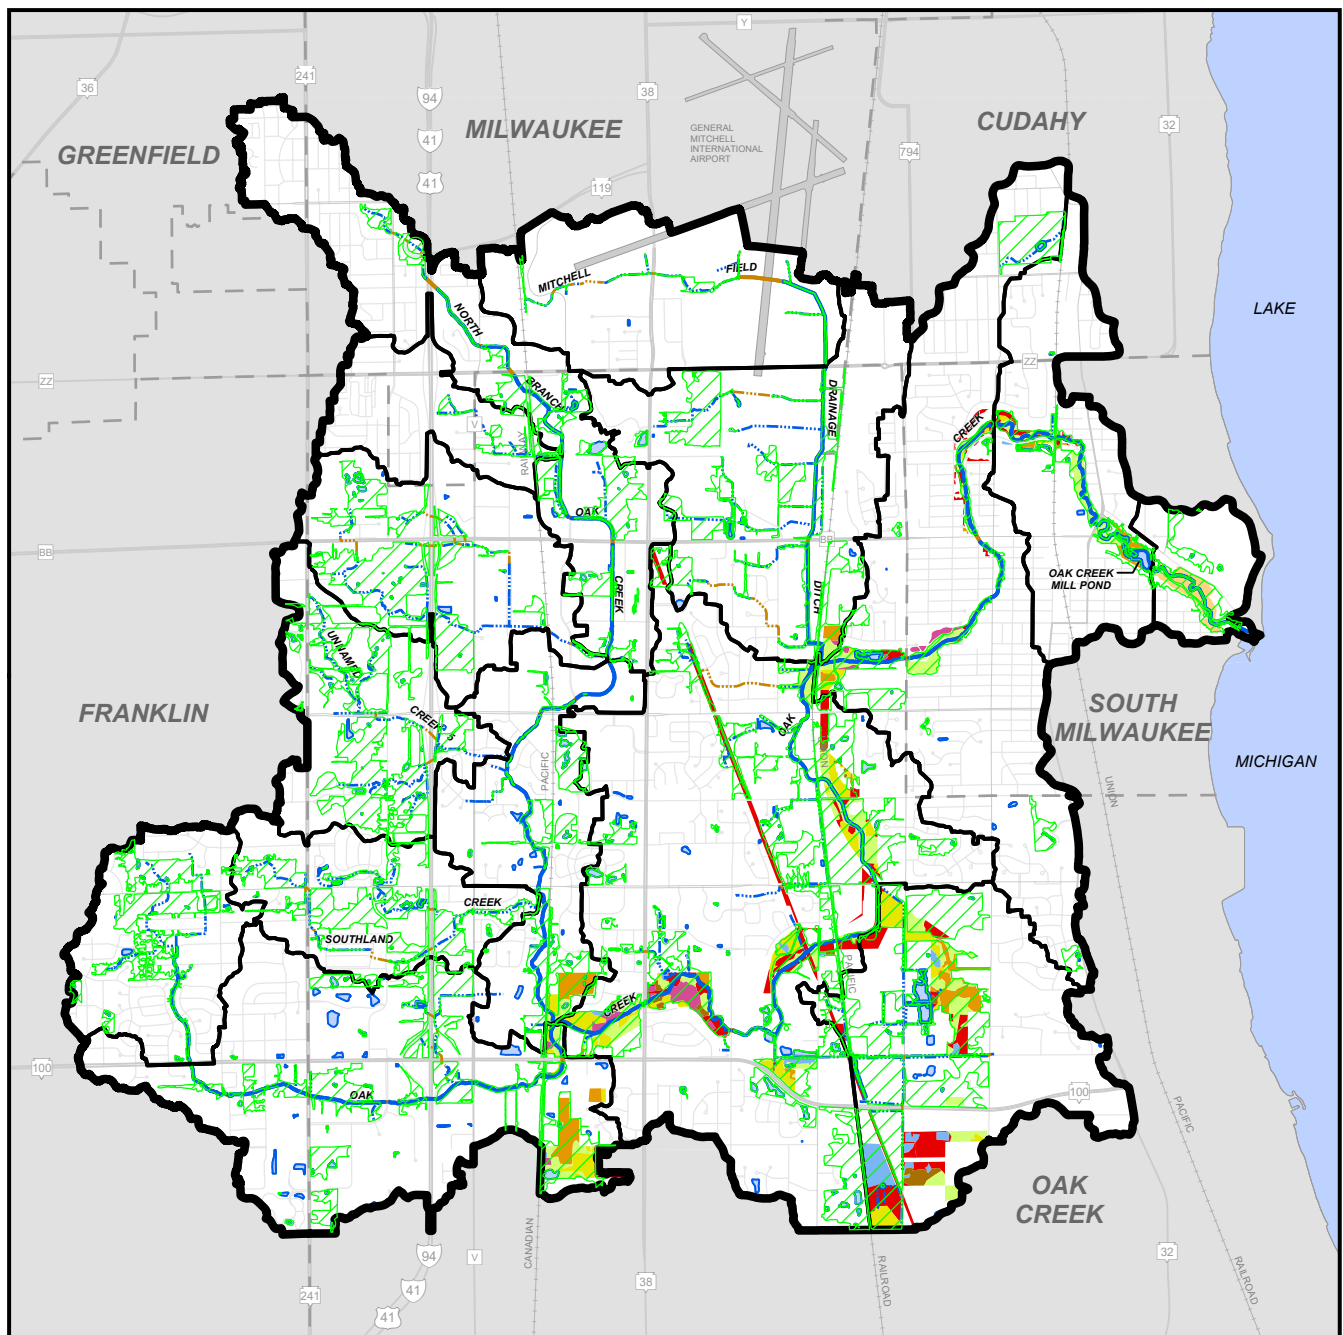 Y
241
36
94
38
CUDAHY
32
MILWAUKEE
GENERAL
MITCHELL
INTERNATIONAL
AIRPORT
41
GREENFIELD
794
41
119
FIELD
MITCHELL
LAKE
NORTH
ZZ
ZZ
BRANCH
DRAINAGE
V
CREEK
RAILWAY
OAK
BB
BB
OAK CREEK
MILL POND
CREEK
DITCH
UNNAMED
FRANKLIN
SOUTH
MILWAUKEE
CREEK 5
OAK
UNION
MICHIGAN
PACIFIC
UNION
CREEK
SOUTHLAND
PACIFIC
CREEK
100
OAK
100
PACIFIC
OAK
CREEK
CANADIAN
94
V
32
38
RAILROAD
RAILROAD
41
241
41